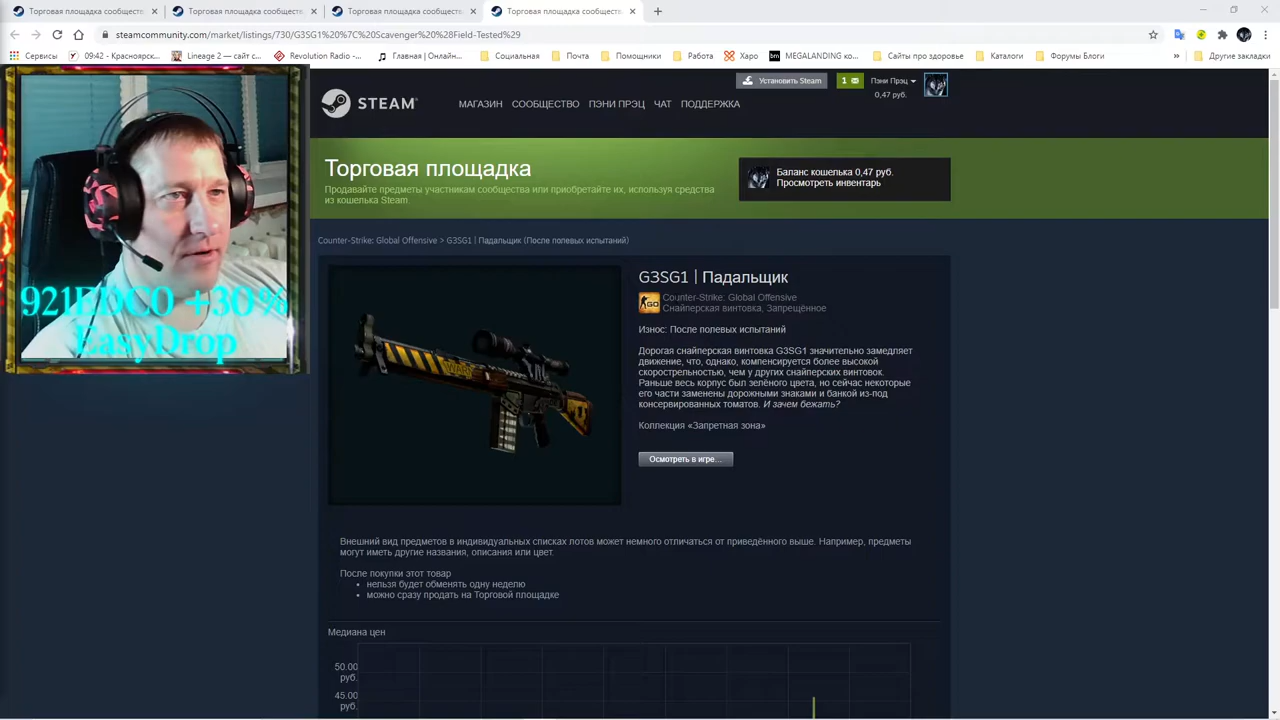 Торговая площадка сообществ
Торговая площадка сообществ
Торговая площадка сообществ
Торговая площадка сообществ
steamcommunity.com/market/listings/730/G3SG1%20%7C%20Scavenger%20%28Field-Tested%29
Сервисы
09:42 - Красноярск...
Lineage 2 — страте...
Revolution Radio -...
Главная | Онлайн...
Социальная
Почта
Помощники
Работа
Харо
MEGALANDING ко...
Сайты про здоровье
Каталоги
Форумы Блоги
»
Другие закладки
Установить Steam
1
Пэни Прэц
0,47 руб.
STEAM
МАГАЗИН СООБЩЕСТВО ПЭНИ ПРЭЦ ЧАТ ПОДДЕРЖКА
Торговая площадка
Продавайте предметы участникам сообщества или приобретайте их, используя средства
из кошелька Steam.
Баланс кошелька 0,47 руб.
Просмотреть инвентарь
Counter-Strike: Global Offensive > G3SG1 | Падальщик (После полевых испытаний)
921EDC0 +30%
EasyDrop
G3SG1 | Падальщик
GO
Counter-Strike: Global Offensive
Снайперская винтовка, Запрещённое
Износ: После полевых испытаний
Дорогая снайперская винтовка G3SG1 значительно замедляет
движение, что, однако, компенсируется более высокой
скорострельностью, чем у других снайперских винтовок.
Раньше весь корпус был зелёного цвета, но сейчас некоторые
его части заменены дорожными знаками и банкой из-под
консервированных томатов. И зачем бежать?
Коллекция «Запретная зона»
Осмотреть в игре...
Внешний вид предметов в индивидуальных списках лотов может немного отличаться от приведённого выше. Например, предметы
могут иметь другие названия, описания или цвет.
После покупки этот товар
нельзя будет обменять одну неделю
можно сразу продать на Торговой площадке
Медиана цен
50.00
руб.
45.00
руб.